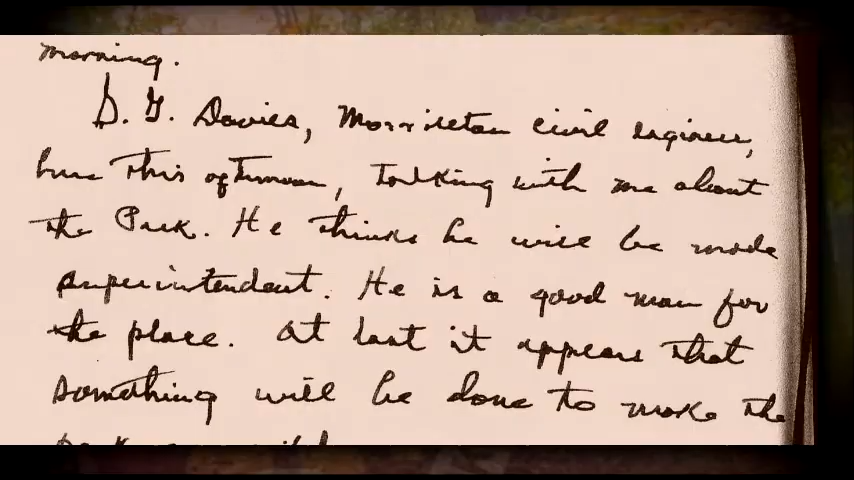 morning.
D. G. Davies, Morrilton civil engineer,
here this afternoon, talking with me about
the Park. He thinks he will be made
superintendent. He is a good man for
the place. At last it appears that
something will be done to make the